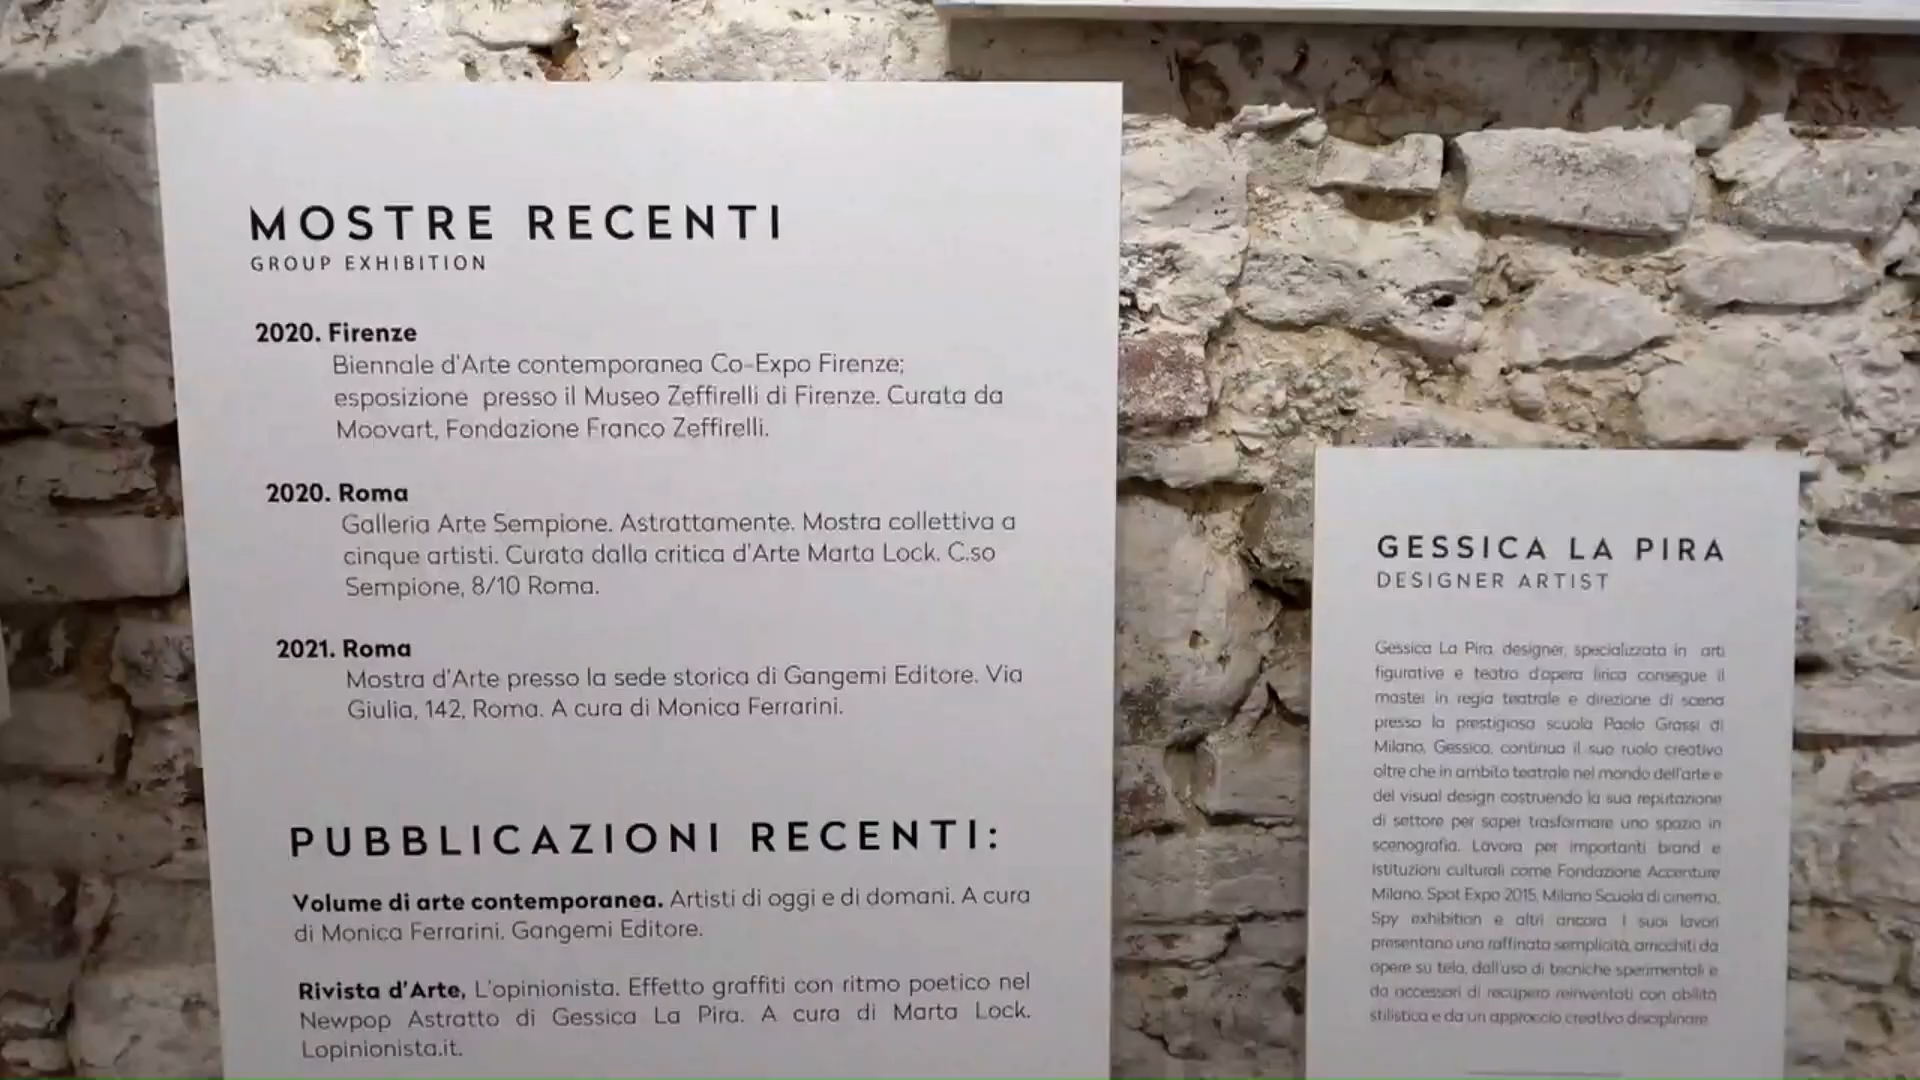 MOSTRE RECENTI
GROUP EXHIBITION
2020. Firenze
Biennale d'Arte contemporanea Co-Expo Firenze;
esposizione presso il Museo Zeffirelli di Firenze. Curata da
Moovart, Fondazione Franco Zeffirelli.
2020. Roma
Galleria Arte Sempione. Astrattamente. Mostra collettiva a
cinque artisti. Curata dalla critica d'Arte Marta Lock. C.so
Sempione, 8/10 Roma.
2021. Roma
Mostra d'Arte presso la sede storica di Gangemi Editore. Via
Giulia, 142, Roma. A cura di Monica Ferrarini.
PUBBLICAZIONI RECENTI:
Volume di arte contemporanea. Artisti di oggi e di domani. A cura
di Monica Ferrarini. Gangemi Editore.
Rivista d'Arte, L'opinionista. Effetto graffiti con ritmo poetico nel
Newpop Astratto di Gessica La Pira. A cura di Marta Lock.
Lopinionista.it.
GESSICA LA PIRA
DESIGNER ARTIST
Gessica La Pira, designer, specializzata in arti
figurative e teatro d'opera lirica consegue il
master in regia teatrale e direzione di scena
presso la prestigiosa scuola Paolo Grassi di
Milano, Gessica, continua il suo ruolo creativo
oltre che in ambito teatrale nel mondo dell'arte e
del visual design costruendo la sua reputazione
di settore per saper trasformare uno spazio in
scenografia. Lavora per importanti brand e
istituzioni culturali come Fondazione Accenture
Milano, Spot Expo 2015, Milano Scuola di cinema,
Spy exhibition e altri ancora. I suoi lavori
presentano una raffinata semplicità, arricchiti da
opere su tela, dall'uso di tecniche sperimentali e
da accessori di recupero reinventati con abilità
stilistica e da un approccio creativo disciplinare.